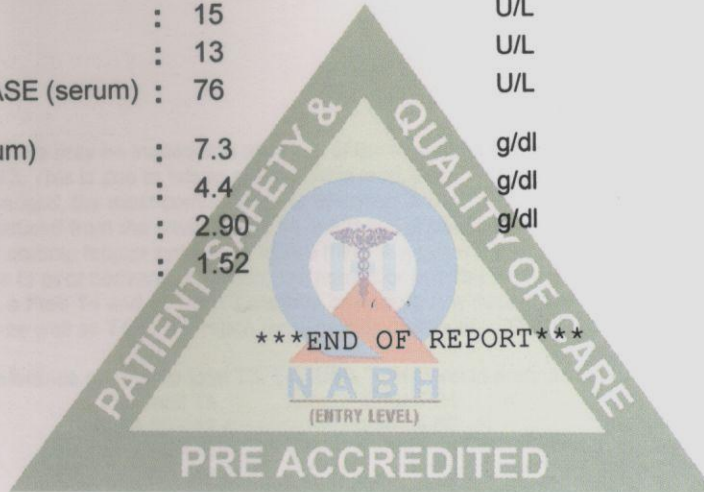 : 15 U/L
: 13 U/L
ASE (serum) : 76 U/L
um) : 7.3 g/dl
: 4.4 g/dl
: 2.90 g/dl
: 1.52
***END OF REPORT***
PATIENT SAFETY & QUALITY OF CARE
NABH
(ENTRY LEVEL)
PRE ACCREDITED